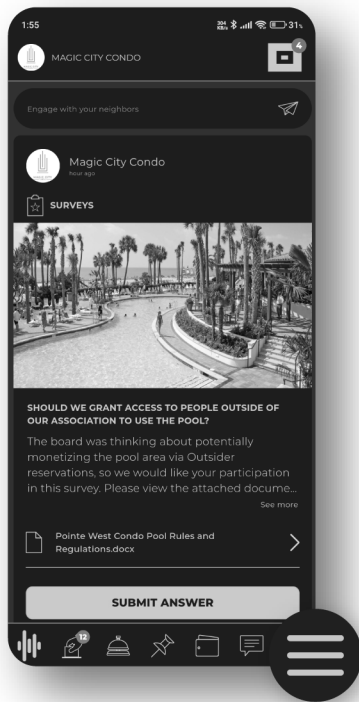 1:55
304 KB/s 31%
MAGIC CITY CONDO
4
Engage with your neighbors
Magic City Condo
hour ago
SURVEYS
SHOULD WE GRANT ACCESS TO PEOPLE OUTSIDE OF
OUR ASSOCIATION TO USE THE POOL?
The board was thinking about potentially
monetizing the pool area via Outsider
reservations, so we would like your participation
in this survey. Please view the attached docume...
See more
Pointe West Condo Pool Rules and
Regulations.docx
SUBMIT ANSWER
12